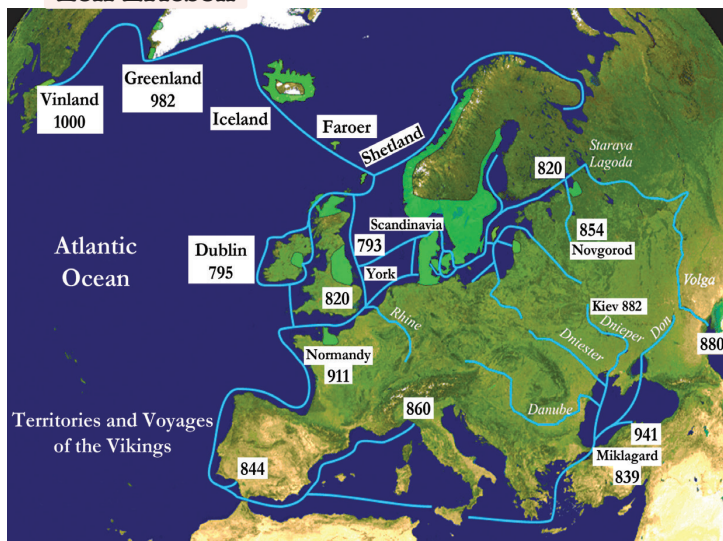 Vinland
1000
Greenland
982
Iceland
Faroer
Shetland
Staraya
Lagoda
820
Scandinavia
854
Novgorod
Atlantic
Ocean
Dublin
795
793
York
820
Rhine
Volga
Kiev 882
Dnieper
Don
Dniester
880
Normandy
911
Danube
860
Territories and Voyages
of the Vikings
844
941
Miklagard
839